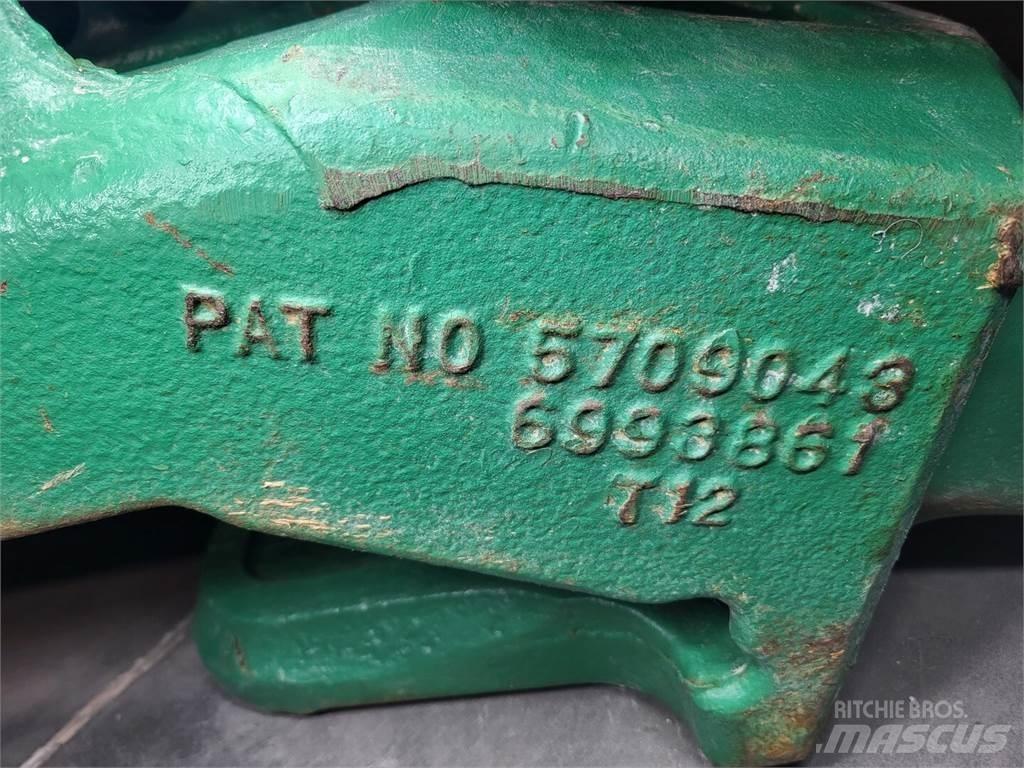 PAT NO 5709043
6993861
T12
RITCHIE BROS.
MASCUS